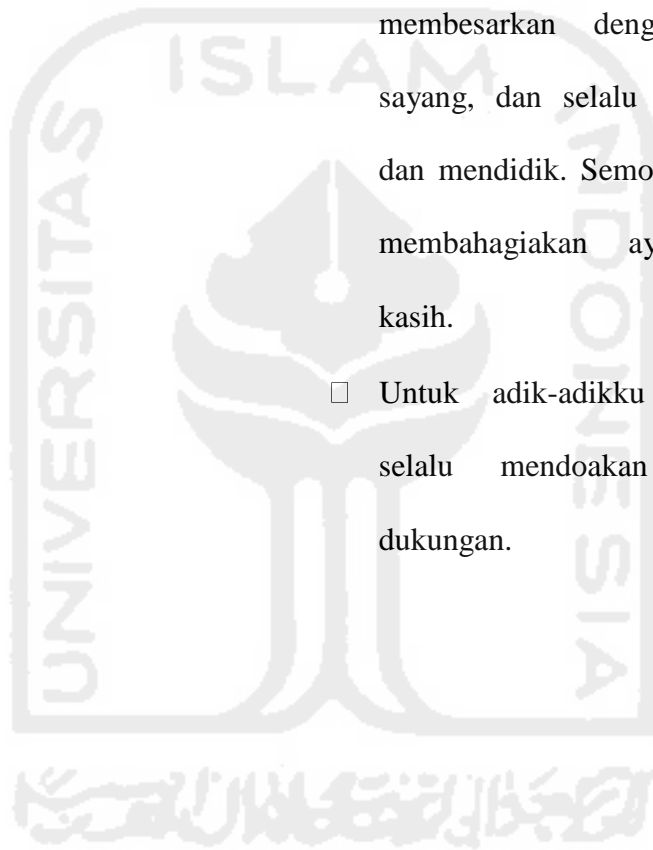 membesarkan deng
sayang, dan selalu
dan mendidik. Semo
membahagiakan ay
kasih.
Untuk adik-adikku
selalu mendoakan
dukungan.
ISLAM
UNIVERSITAS
INDONESIA